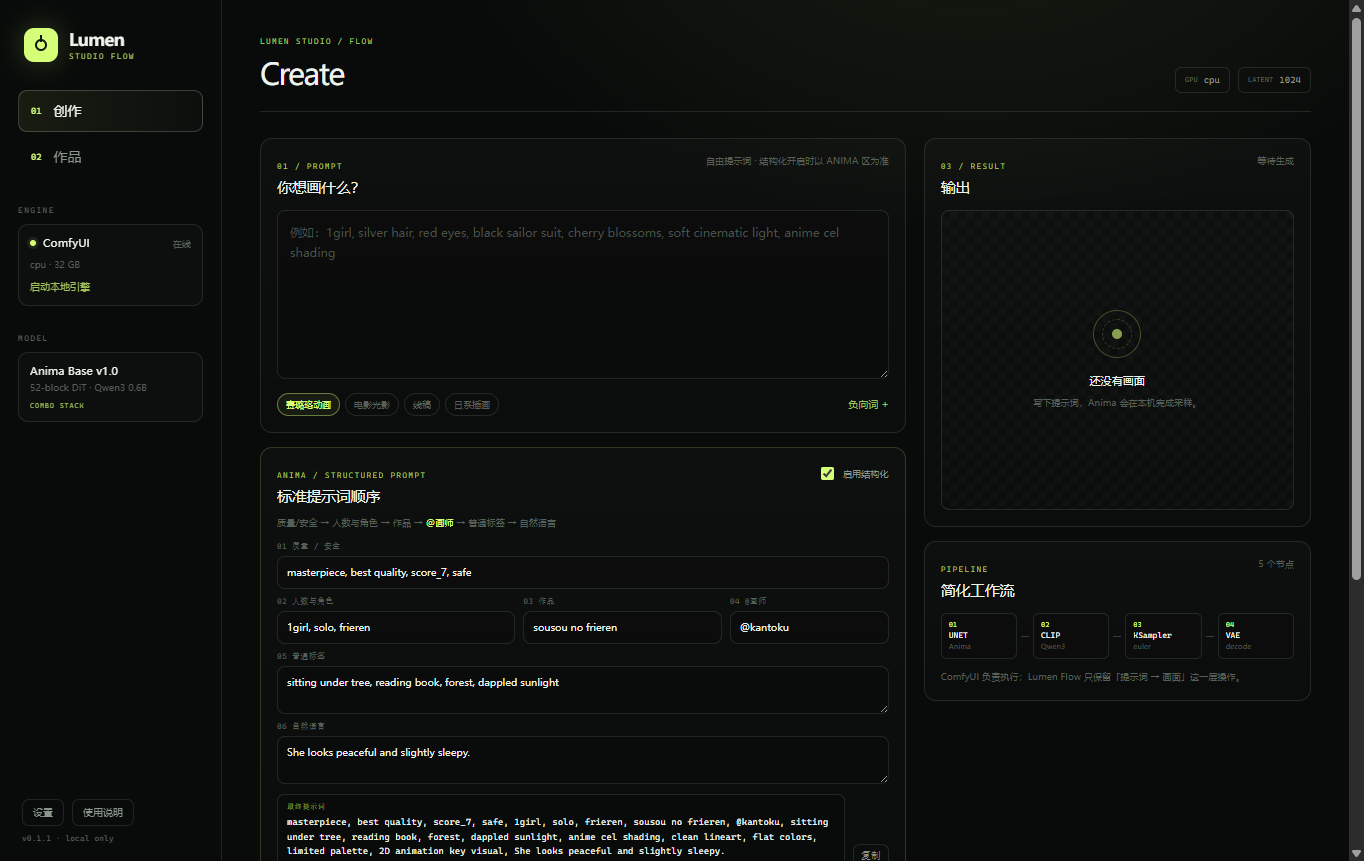 Lumen
STUDIO FLOW
01 创作
02 作品
ENGINE
ComfyUI 在线
cpu · 32 GB
启动本地引擎
MODEL
Anima Base v1.0
52-block DiT · Qwen3 0.6B
COMBO STACK
设置 使用说明
v0.1.1 · local only
LUMEN STUDIO / FLOW
Create
GPU cpu LATENT 1024
01 / PROMPT
自由提示词 · 结构化开启时以 ANIMA 区为准
你想画什么？
例如：1girl, silver hair, red eyes, black sailor suit, cherry blossoms, soft cinematic light, anime cel
shading
赛璐珞动画 电影光影 线稿 日系插画 负向词 +
ANIMA / STRUCTURED PROMPT
启用结构化
标准提示词顺序
质量/安全 → 人数与角色 → 作品 → @画师 → 普通标签 → 自然语言
01 质量 / 安全
masterpiece, best quality, score_7, safe
02 人数与角色 03 作品 04 @画师
1girl, solo, frieren sousou no frieren @kantoku
05 普通标签
sitting under tree, reading book, forest, dappled sunlight
06 自然语言
She looks peaceful and slightly sleepy.
最终提示词
masterpiece, best quality, score_7, safe, 1girl, solo, frieren, sousou no frieren, @kantoku, sitting
under tree, reading book, forest, dappled sunlight, anime cel shading, clean lineart, flat colors,
limited palette, 2D animation key visual, She looks peaceful and slightly sleepy.
复制
03 / RESULT 等待生成
输出
还没有画面
写下提示词，Anima 会在本机完成采样。
PIPELINE 5 个节点
简化工作流
01 02 03 04
UNET CLIP KSampler VAE
Anima Qwen3 euler decode
ComfyUI 负责执行；Lumen Flow 只保留「提示词 → 画面」这一层操作。